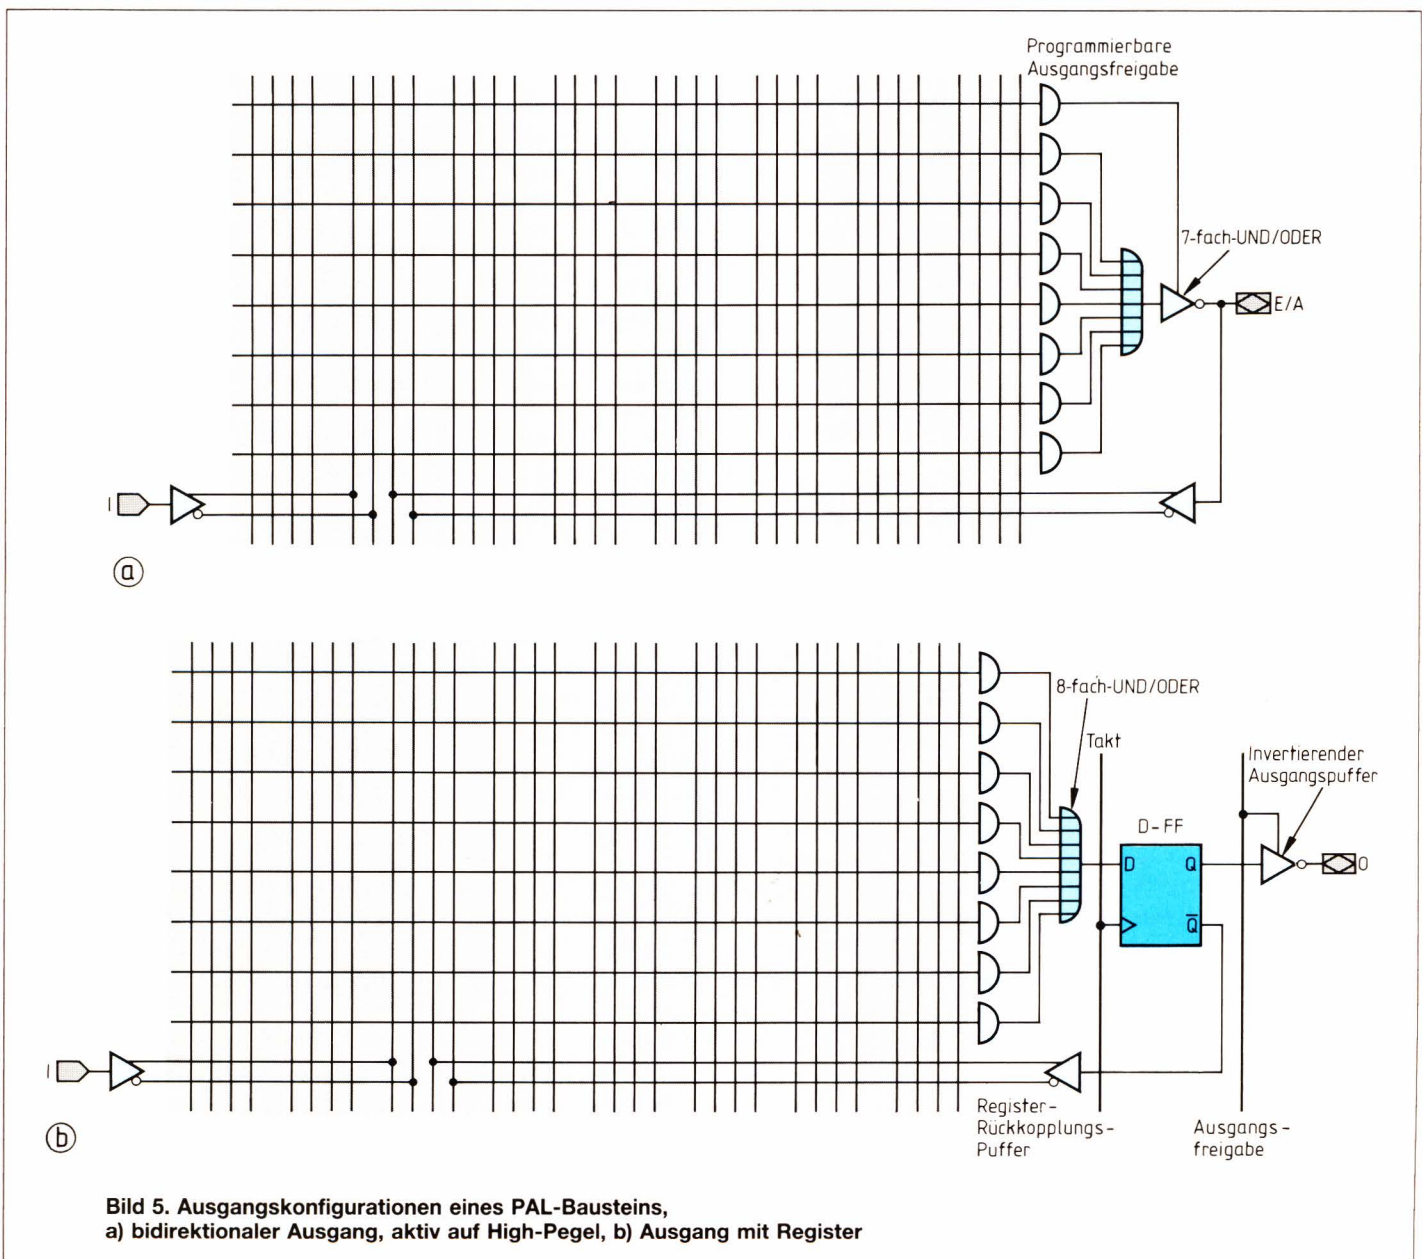 Programmierbare
Ausgangsfreigabe
7-fach-UND/ODER
E/A
I
a
8-fach-UND/ODER
Takt
Invertierender
Ausgangspuffer
D-FF
D
Q
O
Q̅
I
Register-
Rückkopplungs-
Puffer
Ausgangs-
freigabe
b
Bild 5. Ausgangskonfigurationen eines PAL-Bausteins,
a) bidirektionaler Ausgang, aktiv auf High-Pegel, b) Ausgang mit Register